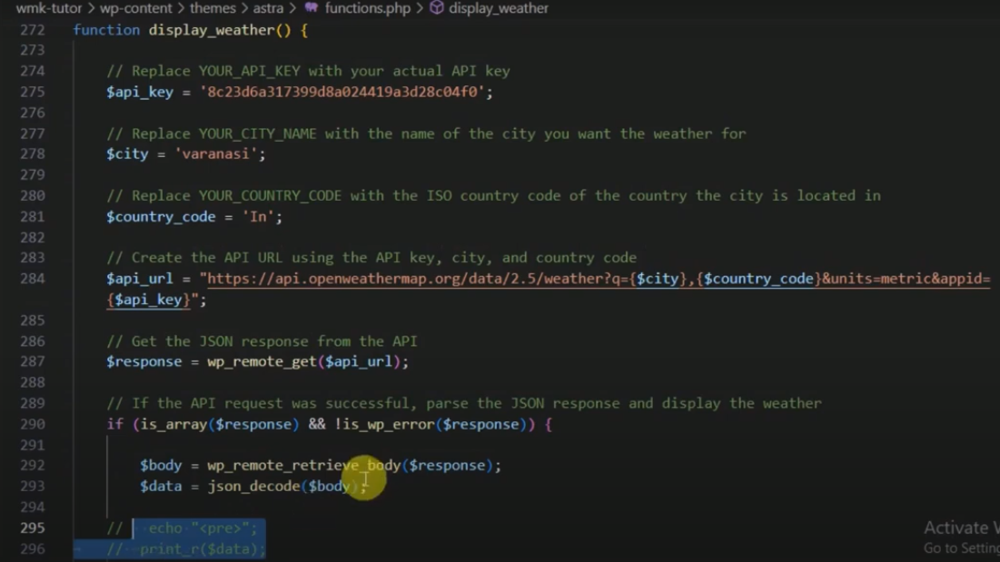 wmk-tutor > wp-content > themes > astra > functions.php > display_weather
272 function display_weather() {
273
274 // Replace YOUR_API_KEY with your actual API key
275 $api_key = '8c23d6a317399d8a024419a3d28c04f0';
276
277 // Replace YOUR_CITY_NAME with the name of the city you want the weather for
278 $city = 'varanasi';
279
280 // Replace YOUR_COUNTRY_CODE with the ISO country code of the country the city is located in
281 $country_code = 'In';
282
283 // Create the API URL using the API key, city, and country code
284 $api_url = "https://api.openweathermap.org/data/2.5/weather?q={$city},{$country_code}&units=metric&appid=
{$api_key}";
285
286 // Get the JSON response from the API
287 $response = wp_remote_get($api_url);
288
289 // If the API request was successful, parse the JSON response and display the weather
290 if (is_array($response) && !is_wp_error($response)) {
291
292 $body = wp_remote_retrieve_body($response);
293 $data = json_decode($body);
294
295 // echo "<pre>";
296 // print_r($data);
Activate
Go to Setting